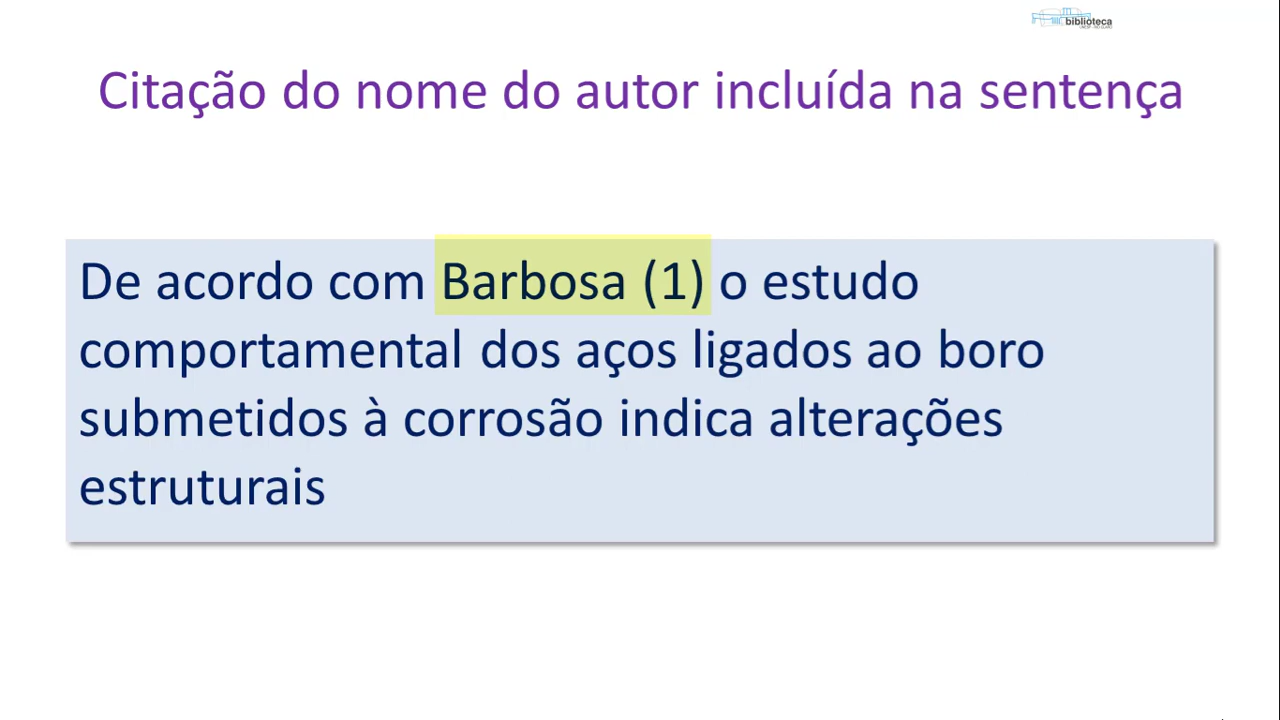 biblioteca
Citação do nome do autor incluída na sentença
De acordo com Barbosa (1) o estudo
comportamental dos aços ligados ao boro
submetidos à corrosão indica alterações
estruturais